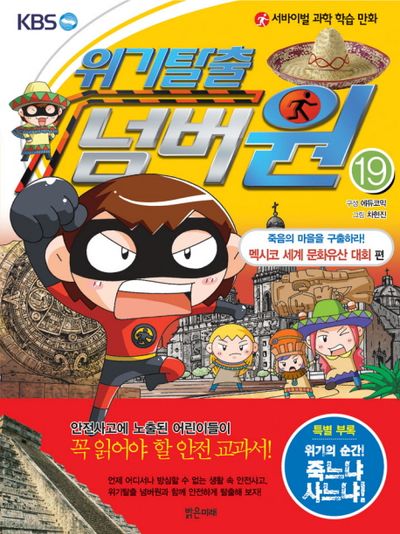 KBS
서바이벌 과학 학습 만화
위기탈출
넘버원
19
구성 에듀코믹
그림 차현진
죽음의 마을을 구출하라!
멕시코 세계 문화유산 대회 편
안전사고에 노출된 어린이들이
꼭 읽어야 할 안전 교과서!
언제 어디서나 방심할 수 없는 생활 속 안전사고,
위기탈출 넘버원과 함께 안전하게 탈출해 보자!
특별 부록
위기의 순간!
죽느냐
사느냐!
밝은미래